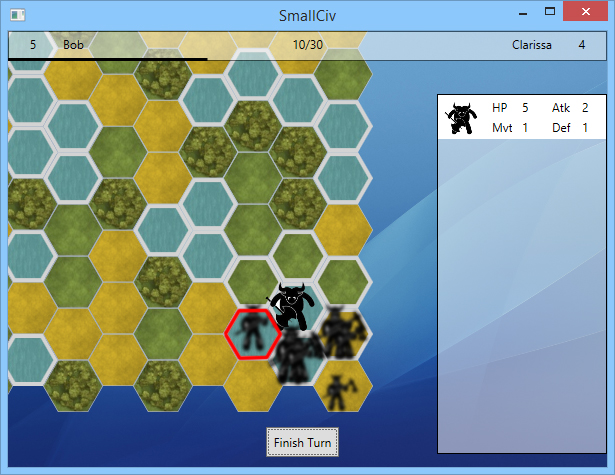 SmallCiv
5 Bob 10/30 Clarissa 4
HP 5 Atk 2
Mvt 1 Def 1
Finish Turn